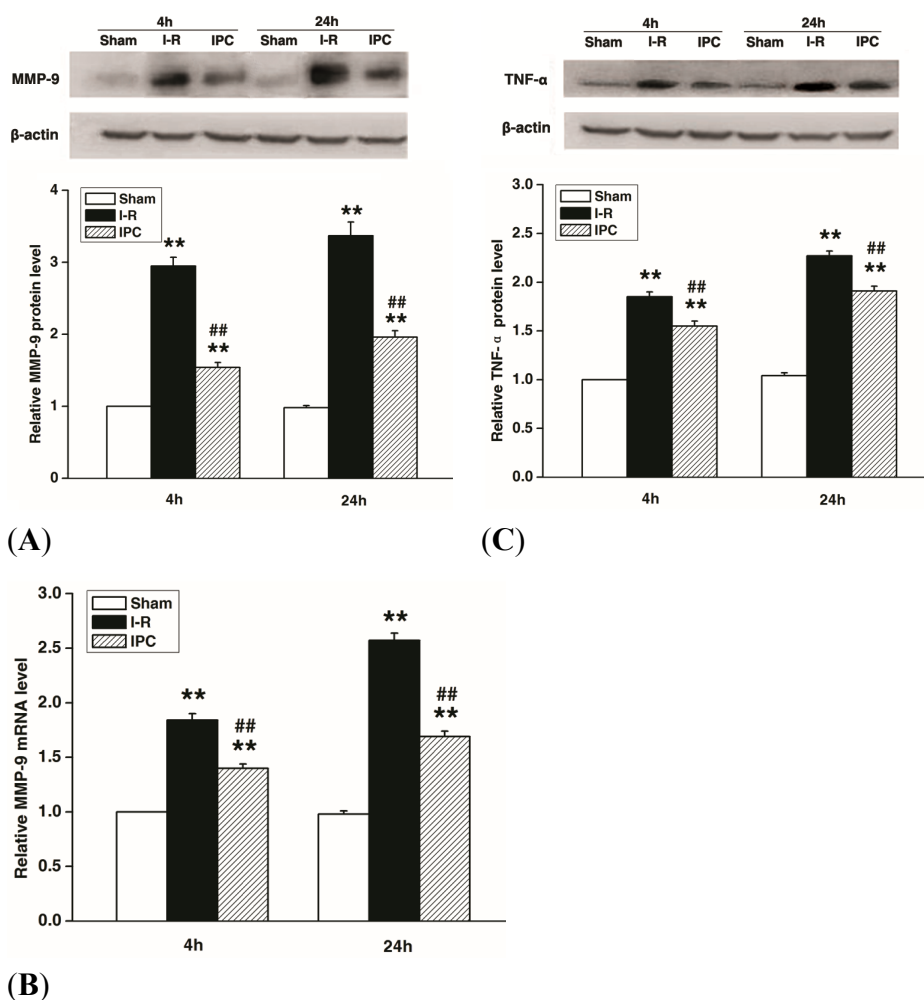 4h 24h
Sham I-R IPC Sham I-R IPC
MMP-9
β-actin
Sham
I-R
IPC
Relative MMP-9 protein level
4
3
2
1
0
**
##
**
**
##
**
4h 24h
(A)
4h 24h
Sham I-R IPC Sham I-R IPC
TNF-α
β-actin
Sham
I-R
IPC
Relative TNF- α protein level
3.0
2.5
2.0
1.5
1.0
0.5
0.0
**
##
**
**
##
**
4h 24h
(C)
Sham
I-R
IPC
Relative MMP-9 mRNA level
3.0
2.5
2.0
1.5
1.0
0.5
0.0
**
##
**
**
##
**
4h 24h
(B)